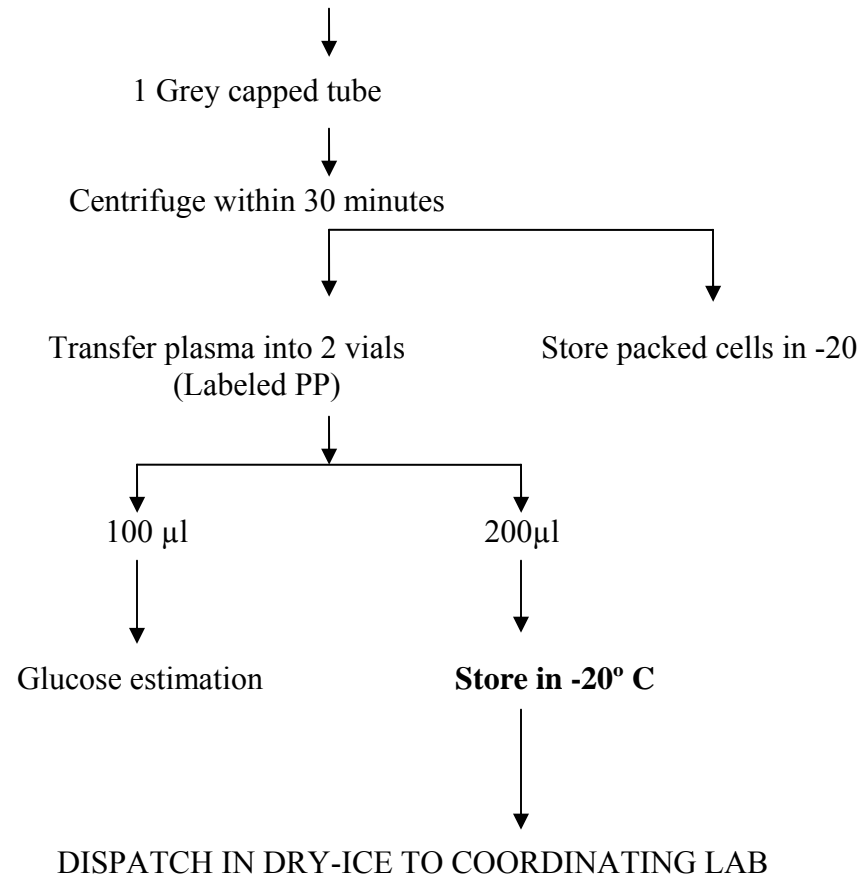 1 Grey capped tube
Centrifuge within 30 minutes
Transfer plasma into 2 vials
(Labeled PP)
Store packed cells in -20
100 µl
200µl
Glucose estimation
Store in -20º C
DISPATCH IN DRY-ICE TO COORDINATING LAB